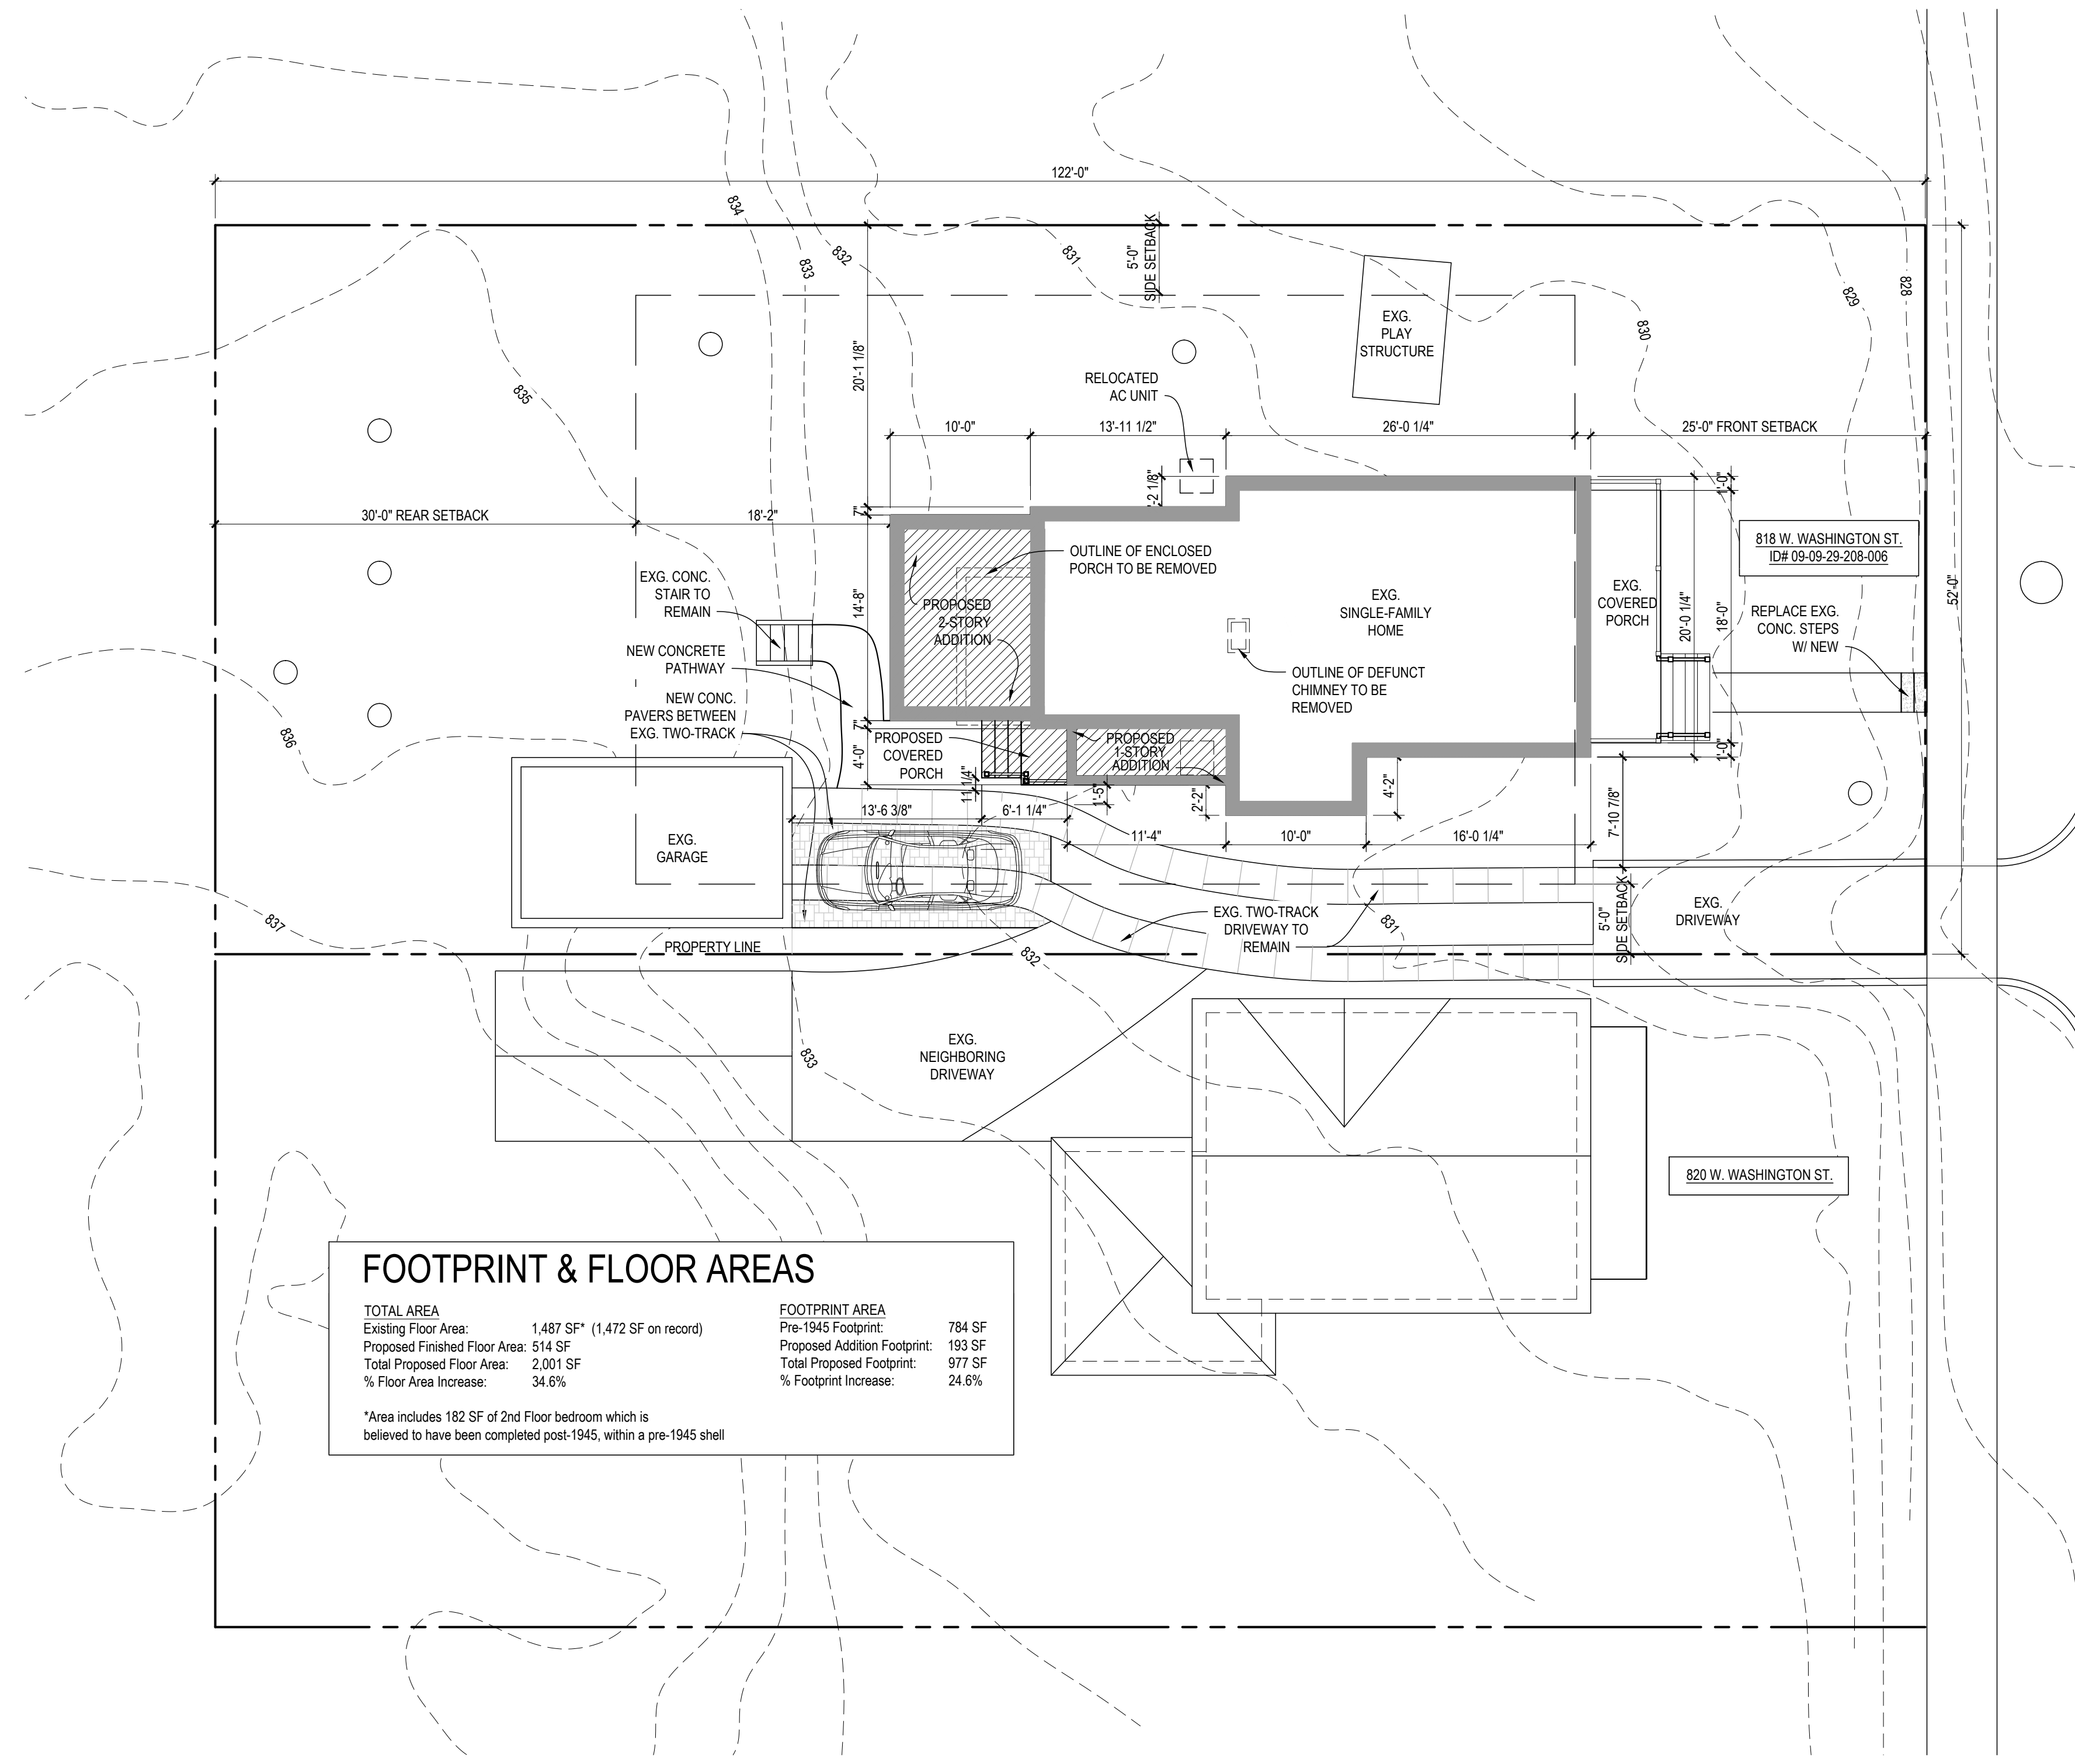 122'-0"
834
833
832
831
5'-0"
SIDE SETBACK
829
828
830
835
EXG.
PLAY
STRUCTURE
20'-1 1/8"
RELOCATED
AC UNIT
10'-0"
13'-11 1/2"
26'-0 1/4"
25'-0" FRONT SETBACK
30'-0" REAR SETBACK
18'-2"
7"
-2 1/8"
1'-0"
818 W. WASHINGTON ST.
ID# 09-09-29-208-006
OUTLINE OF ENCLOSED
PORCH TO BE REMOVED
EXG. CONC.
STAIR TO
REMAIN
14'-8"
PROPOSED
2-STORY
ADDITION
EXG.
SINGLE-FAMILY
HOME
EXG.
COVERED
PORCH
20'-0 1/4"
18'-0"
52'-0"
REPLACE EXG.
CONC. STEPS
W/ NEW
NEW CONCRETE
PATHWAY
OUTLINE OF DEFUNCT
CHIMNEY TO BE
REMOVED
NEW CONC.
PAVERS BETWEEN
EXG. TWO-TRACK
836
7"
4'-0"
PROPOSED
COVERED
PORCH
PROPOSED
1-STORY
ADDITION
1'-0"
11 1/4"
1'-5"
2'-2"
4'-2"
7'-10 7/8"
13'-6 3/8"
6'-1 1/4"
11'-4"
10'-0"
16'-0 1/4"
EXG.
GARAGE
837
EXG. TWO-TRACK
DRIVEWAY TO
REMAIN
831
5'-0"
SIDE SETBACK
EXG.
DRIVEWAY
PROPERTY LINE
832
833
EXG.
NEIGHBORING
DRIVEWAY
820 W. WASHINGTON ST.
FOOTPRINT & FLOOR AREAS
TOTAL AREA
Existing Floor Area: 1,487 SF* (1,472 SF on record)
Proposed Finished Floor Area: 514 SF
Total Proposed Floor Area: 2,001 SF
% Floor Area Increase: 34.6%
*Area includes 182 SF of 2nd Floor bedroom which is
believed to have been completed post-1945, within a pre-1945 shell
FOOTPRINT AREA
Pre-1945 Footprint: 784 SF
Proposed Addition Footprint: 193 SF
Total Proposed Footprint: 977 SF
% Footprint Increase: 24.6%